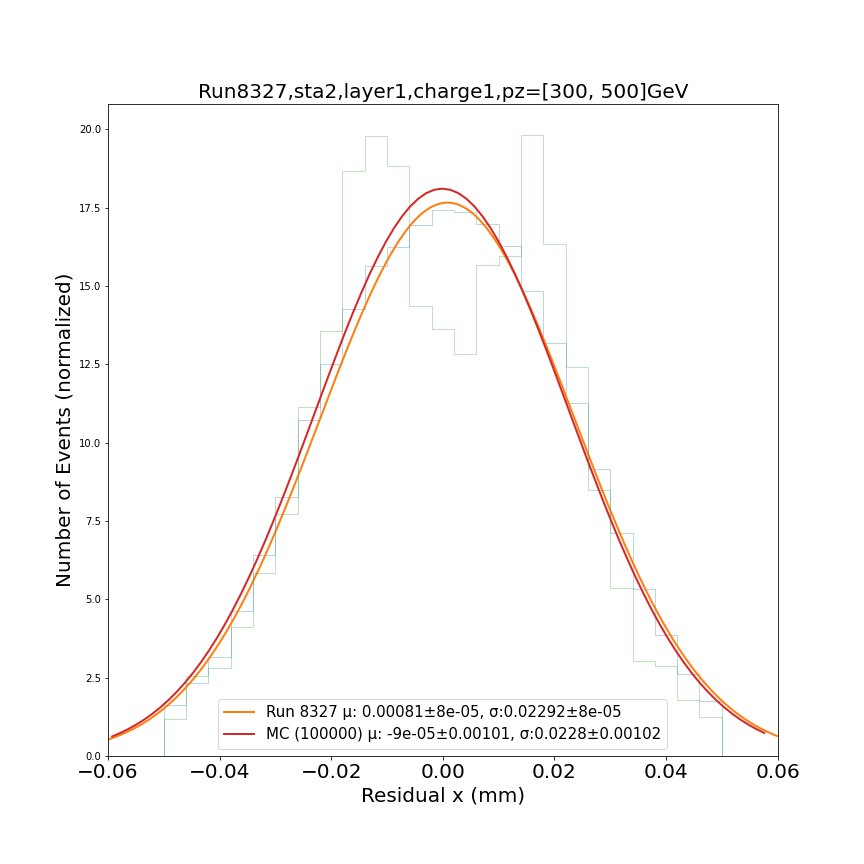 Run8327,sta2,layer1,charge1,pz=[300, 500]GeV
20.0
17.5
15.0
12.5
10.0
7.5
5.0
2.5
0.0
Number of Events (normalized)
Run 8327 μ: 0.00081±8e-05, σ:0.02292±8e-05
MC (100000) μ: -9e-05±0.00101, σ:0.0228±0.00102
−0.06 −0.04 −0.02 0.00 0.02 0.04 0.06
Residual x (mm)